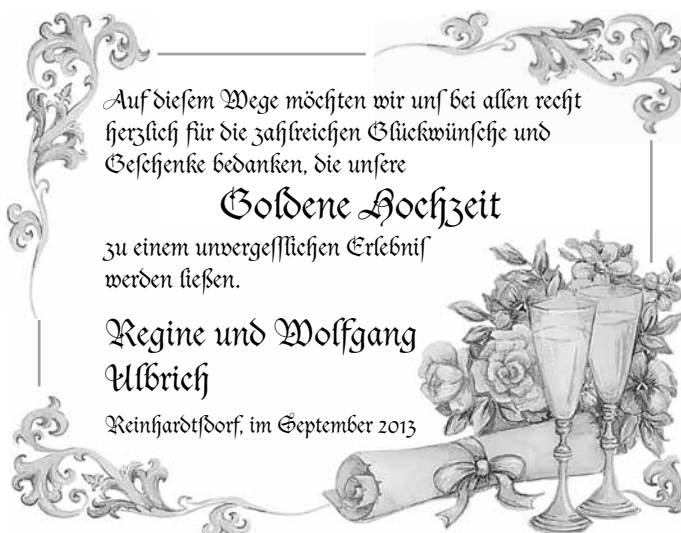 Auf dieſem Wege möchten wir unſ bei allen recht
herzlich für die zahlreichen Glückwünſche und
Geſchenke bedanken, die unſere
Goldene Hochzeit
zu einem unvergeſſlichen Erlebniſ
werden ließen.
Regine und Wolfgang
Ulbrich
Reinhardtſdorf, im September 2013